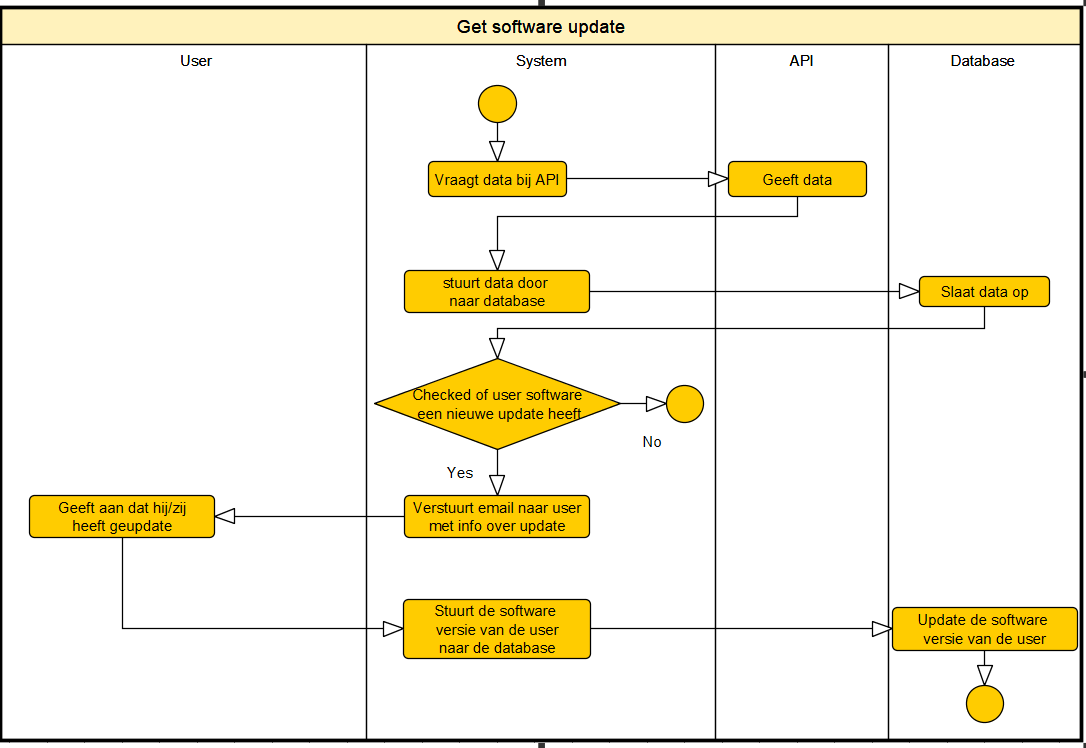 Get software update
User
System
API
Database
Vraagt data bij API
Geeft data
stuurt data door
naar database
Slaat data op
Checked of user software
een nieuwe update heeft
No
Yes
Geeft aan dat hij/zij
heeft geupdate
Verstuurt email naar user
met info over update
Stuurt de software
versie van de user
naar de database
Update de software
versie van de user